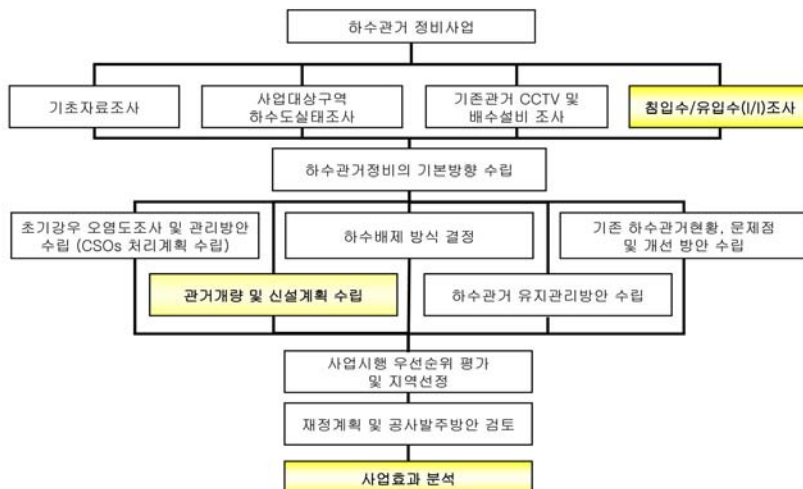 하수관거 정비사업
기초자료조사
사업대상구역
하수도실태조사
기존관거 CCTV 및
배수설비 조사
침입수/유입수(I/I)조사
하수관거정비의 기본방향 수립
초기강우 오염도조사 및 관리방안
수립 (CSOs 처리계획 수립)
하수배제 방식 결정
기존 하수관거현황, 문제점
및 개선 방안 수립
관거개량 및 신설계획 수립
하수관거 유지관리방안 수립
사업시행 우선순위 평가
및 지역선정
재정계획 및 공사발주방안 검토
사업효과 분석